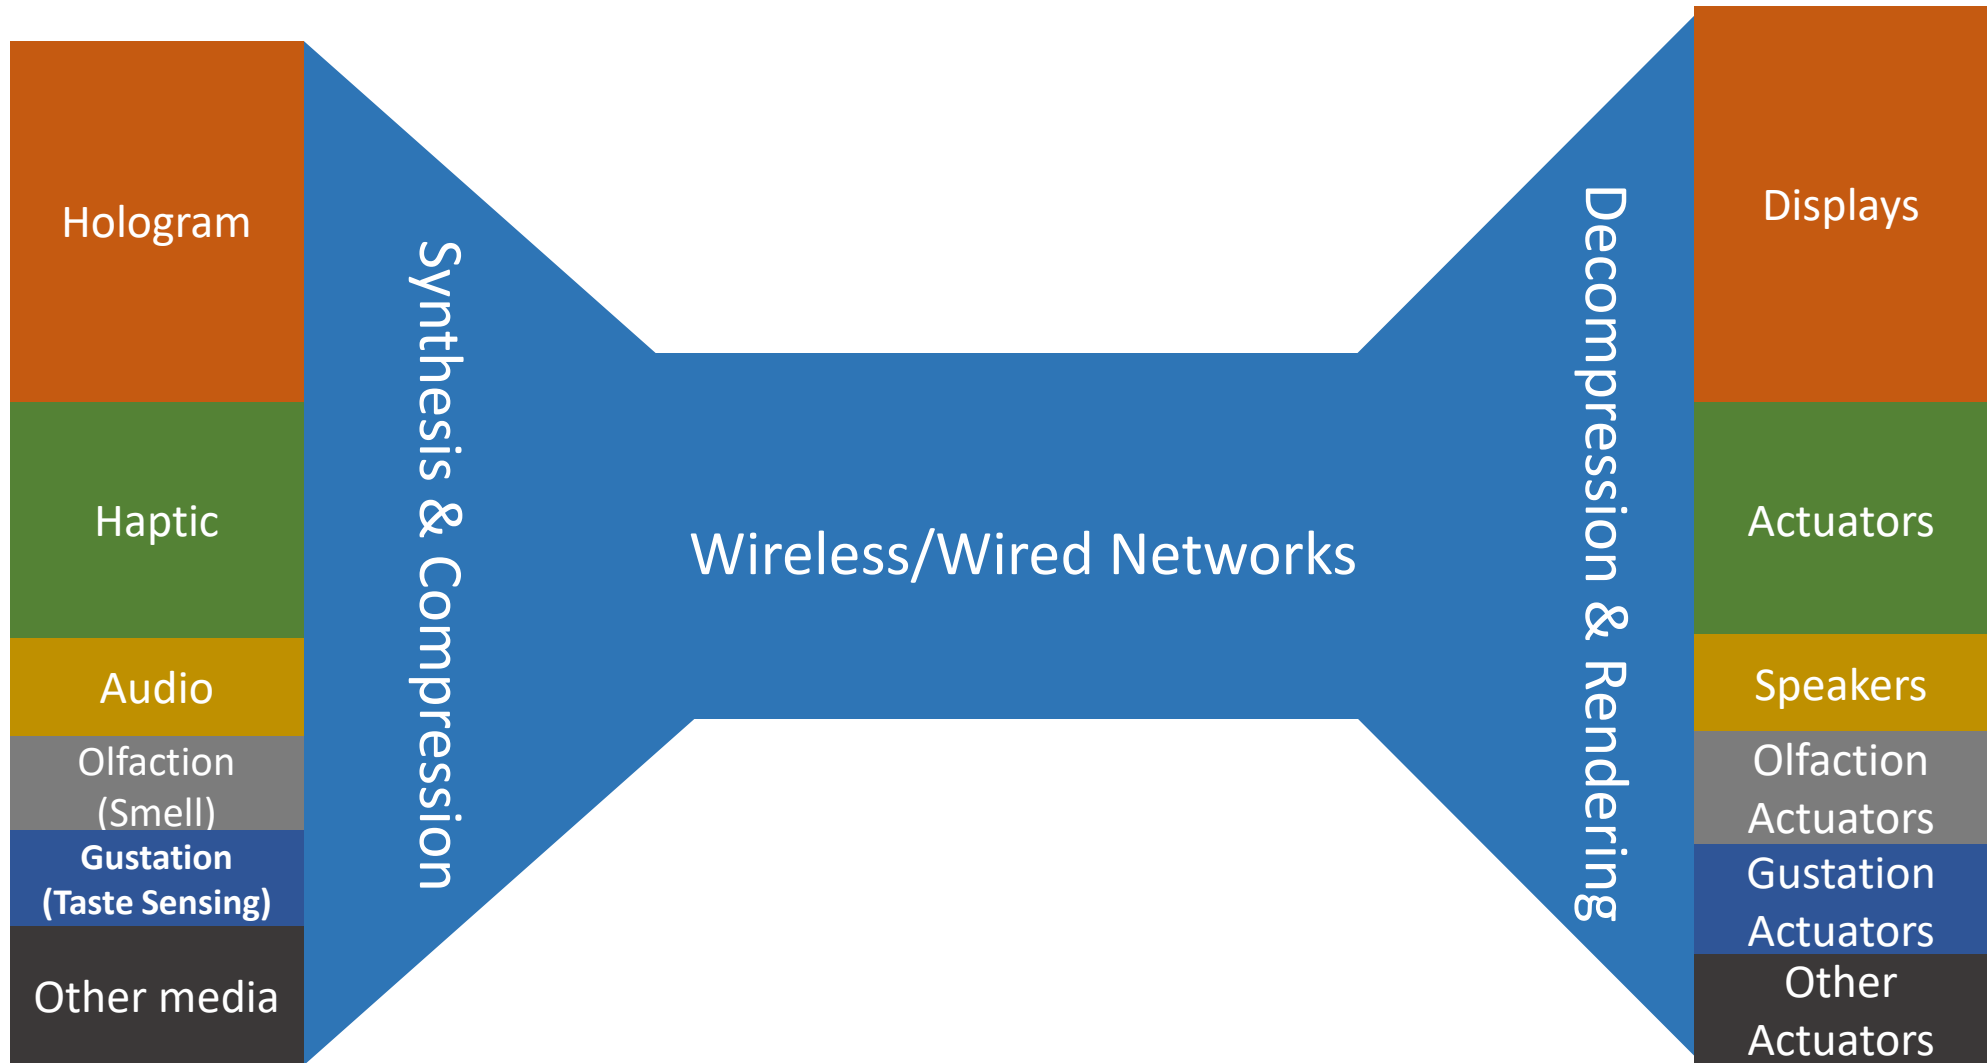 Hologram
Haptic
Audio
Olfaction
(Smell)
Gustation
(Taste Sensing)
Other media
Synthesis & Compression
Wireless/Wired Networks
Decompression & Rendering
Displays
Actuators
Speakers
Olfaction
Actuators
Gustation
Actuators
Other
Actuators